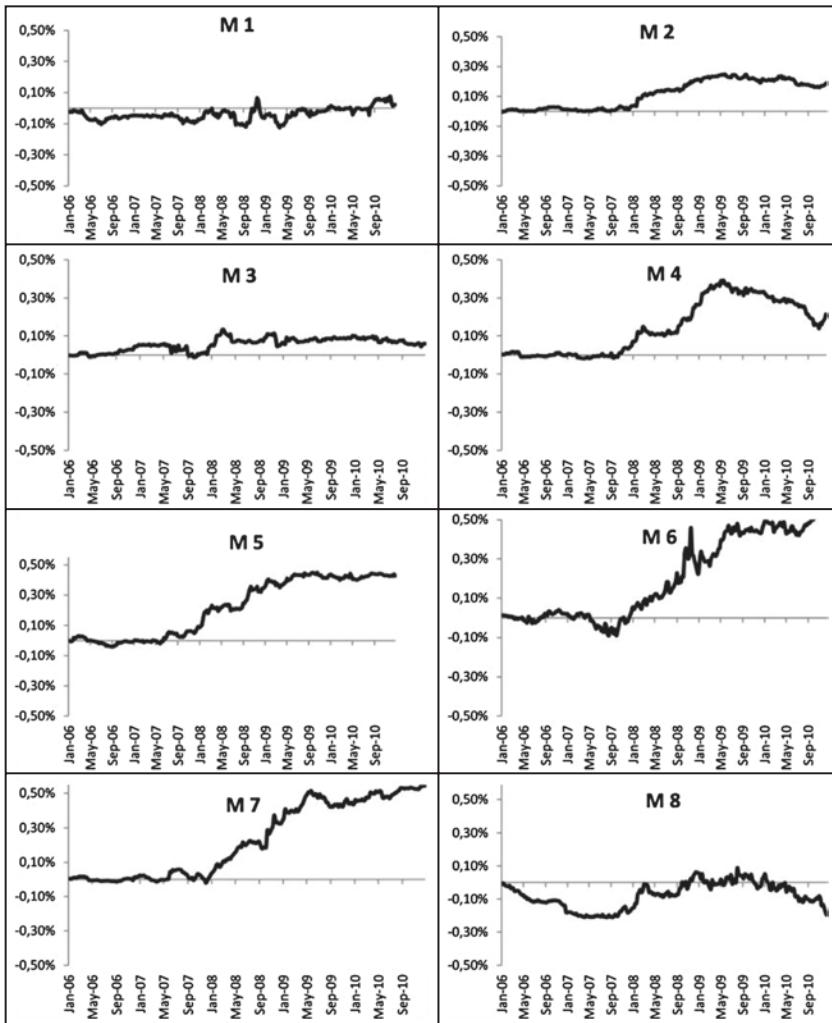 M 1
0,50%
0,30%
0,10%
-0,10%
-0,30%
-0,50%
Jan-06
May-06
Sep-06
Jan-07
May-07
Sep-07
Jan-08
May-08
Sep-08
Jan-09
May-09
Sep-09
Jan-10
May-10
Sep-10
M 2
0,50%
0,30%
0,10%
-0,10%
-0,30%
-0,50%
Jan-06
May-06
Sep-06
Jan-07
May-07
Sep-07
Jan-08
May-08
Sep-08
Jan-09
May-09
Sep-09
Jan-10
May-10
Sep-10
M 3
0,50%
0,30%
0,10%
-0,10%
-0,30%
-0,50%
Jan-06
May-06
Sep-06
Jan-07
May-07
Sep-07
Jan-08
May-08
Sep-08
Jan-09
May-09
Sep-09
Jan-10
May-10
Sep-10
M 4
0,50%
0,30%
0,10%
-0,10%
-0,30%
-0,50%
Jan-06
May-06
Sep-06
Jan-07
May-07
Sep-07
Jan-08
May-08
Sep-08
Jan-09
May-09
Sep-09
Jan-10
May-10
Sep-10
M 5
0,50%
0,30%
0,10%
-0,10%
-0,30%
-0,50%
Jan-06
May-06
Sep-06
Jan-07
May-07
Sep-07
Jan-08
May-08
Sep-08
Jan-09
May-09
Sep-09
Jan-10
May-10
Sep-10
M 6
0,50%
0,30%
0,10%
-0,10%
-0,30%
-0,50%
Jan-06
May-06
Sep-06
Jan-07
May-07
Sep-07
Jan-08
May-08
Sep-08
Jan-09
May-09
Sep-09
Jan-10
May-10
Sep-10
M 7
0,50%
0,30%
0,10%
-0,10%
-0,30%
-0,50%
Jan-06
May-06
Sep-06
Jan-07
May-07
Sep-07
Jan-08
May-08
Sep-08
Jan-09
May-09
Sep-09
Jan-10
May-10
Sep-10
M 8
0,50%
0,30%
0,10%
-0,10%
-0,30%
-0,50%
Jan-06
May-06
Sep-06
Jan-07
May-07
Sep-07
Jan-08
May-08
Sep-08
Jan-09
May-09
Sep-09
Jan-10
May-10
Sep-10